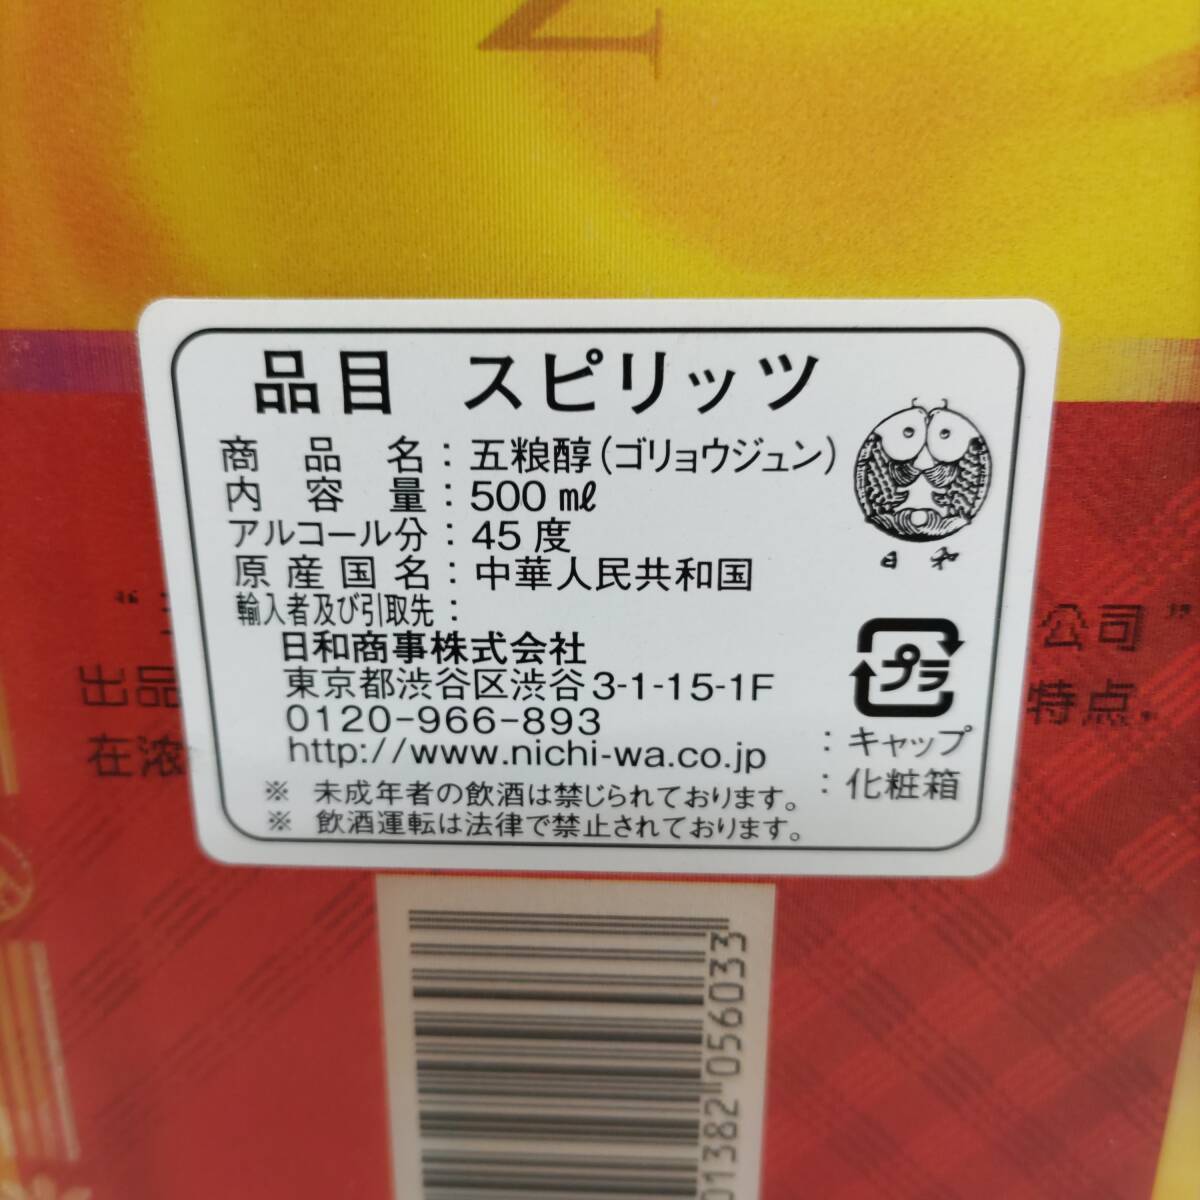 品目 スピリッツ
商品名：五粮醇（ゴリョウジュン）
内容量：500㎖
アルコール分：45度
原産国名：中華人民共和国
輸入者及び引取先：
日和商事株式会社
東京都渋谷区渋谷3-1-15-1F
0120-966-893
http://www.nichi-wa.co.jp
※ 未成年者の飲酒は禁じられております。
※ 飲酒運転は法律で禁止されております。
日和
プラ
：キャップ
：化粧箱
公司”
出品
特点.
在浓
01382 056033